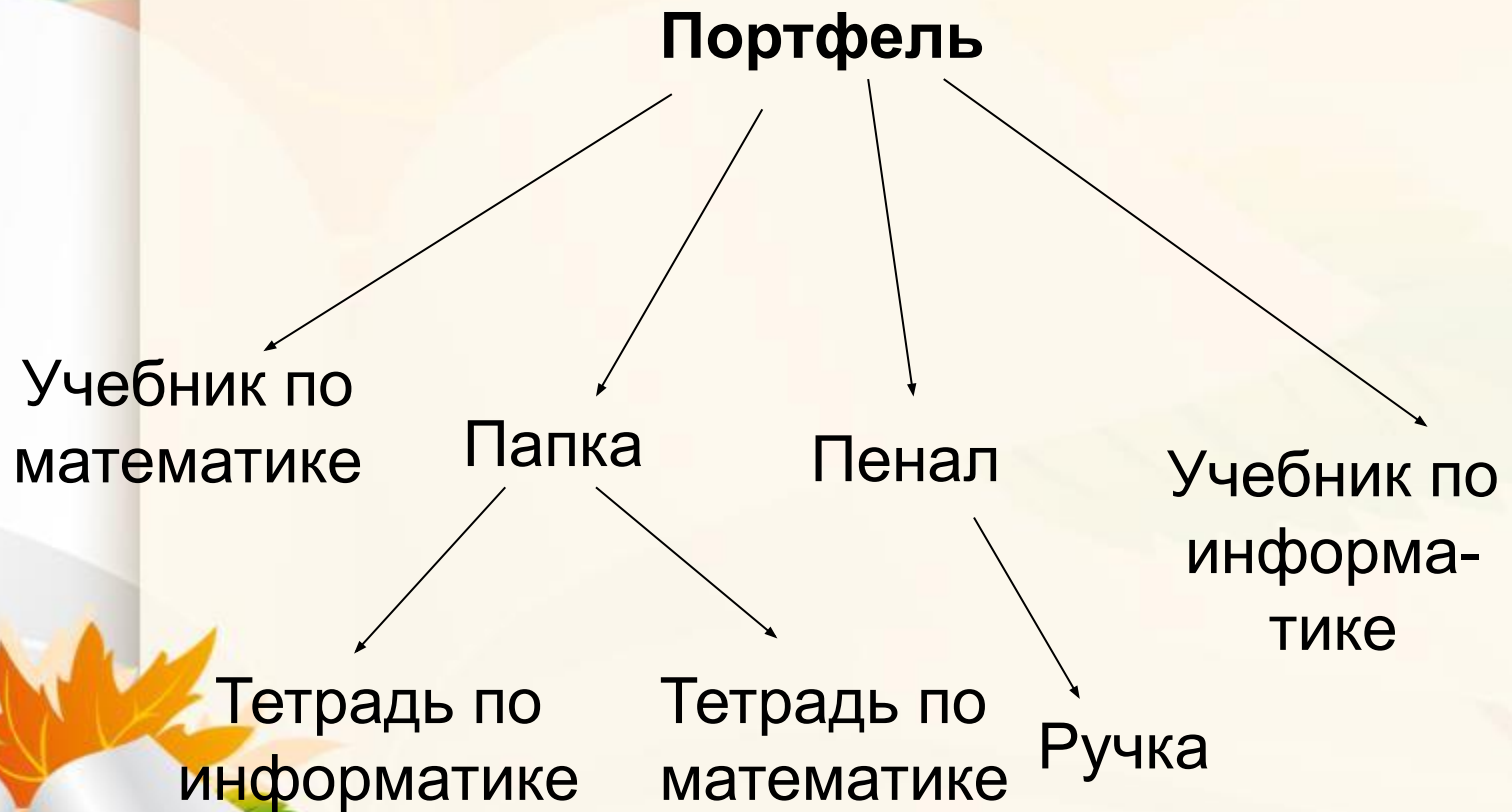 Портфель
Учебник по
математике
Папка
Пенал
Учебник по
информа-
тике
Тетрадь по
информатике
Тетрадь по
математике
Ручка